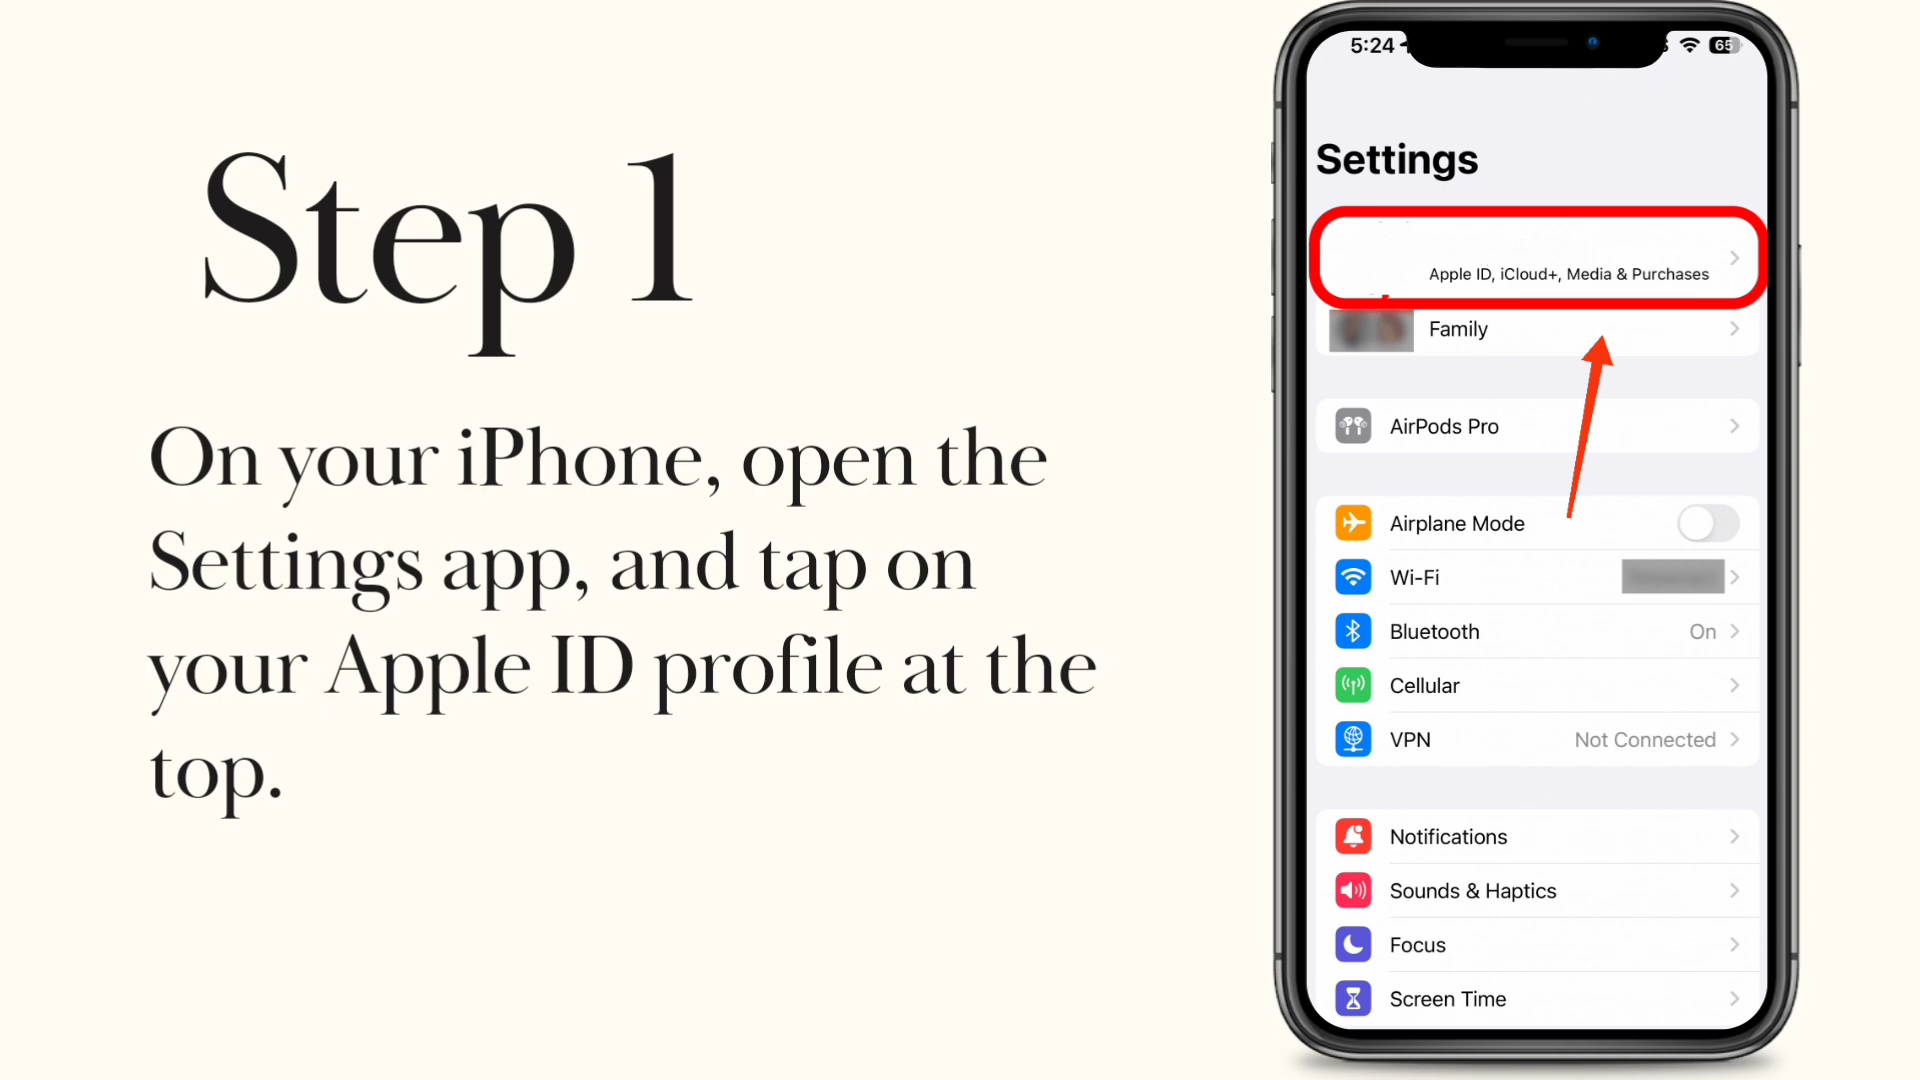 Step 1
On your iPhone, open the
Settings app, and tap on
your Apple ID profile at the
top.
5:24
65
Settings
Apple ID, iCloud+, Media & Purchases
Family
AirPods Pro
Airplane Mode
Wi-Fi
Bluetooth On
Cellular
VPN Not Connected
Notifications
Sounds & Haptics
Focus
Screen Time